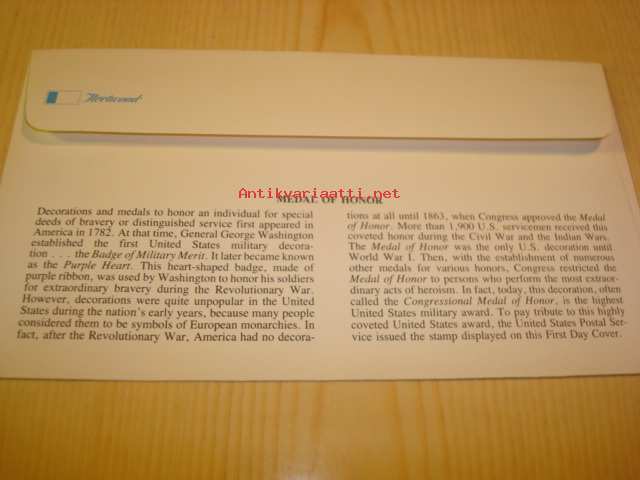 Fleetwood
Antikvariaatti.net
MEDAL OF HONOR
Decorations and medals to honor an individual for special
deeds of bravery or distinguished service first appeared in
America in 1782. At that time, General George Washington
established the first United States military decora-
tion . . . the Badge of Military Merit. It later became known
as the Purple Heart. This heart-shaped badge, made of
purple ribbon, was used by Washington to honor his soldiers
for extraordinary bravery during the Revolutionary War.
However, decorations were quite unpopular in the United
States during the nation's early years, because many people
considered them to be symbols of European monarchies. In
fact, after the Revolutionary War, America had no decora-
tions at all until 1863, when Congress approved the Medal
of Honor. More than 1,900 U.S. servicemen received this
coveted honor during the Civil War and the Indian Wars.
The Medal of Honor was the only U.S. decoration until
World War I. Then, with the establishment of numerous
other medals for various honors, Congress restricted the
Medal of Honor to persons who perform the most extraor-
dinary acts of heroism. In fact, today, this decoration, often
called the Congressional Medal of Honor, is the highest
United States military award. To pay tribute to this highly
coveted United States award, the United States Postal Ser-
vice issued the stamp displayed on this First Day Cover.